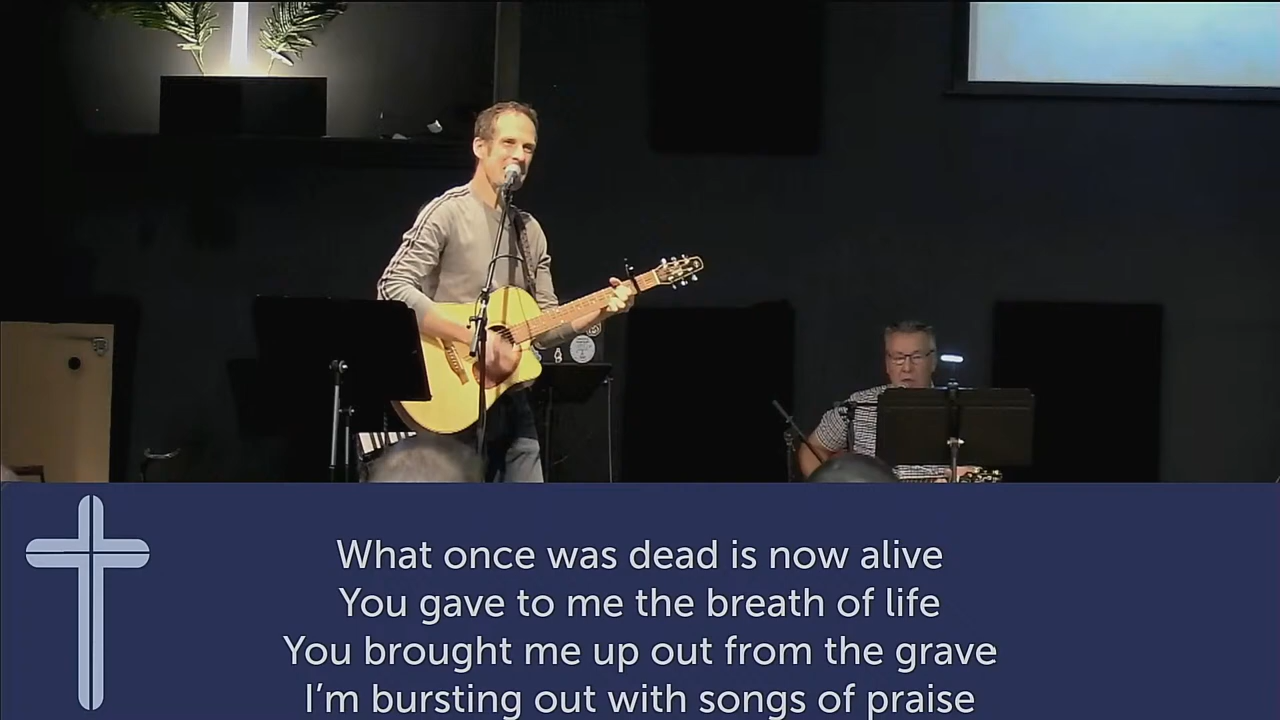 What once was dead is now alive
You gave to me the breath of life
You brought me up out from the grave
I'm bursting out with songs of praise